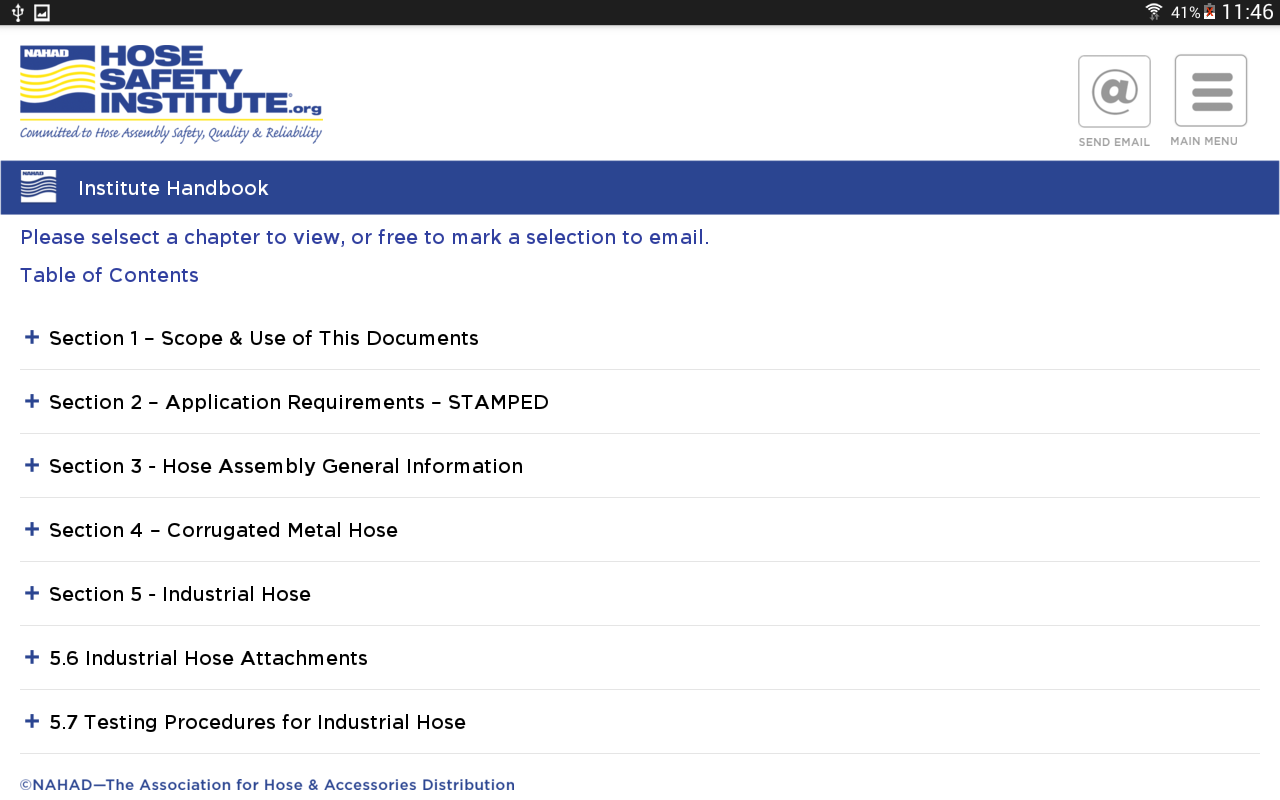 41% 11:46
NAHAD
HOSE
SAFETY
INSTITUTE.org
Committed to Hose Assembly Safety, Quality & Reliability
@
SEND EMAIL
MAIN MENU
NAHAD
Institute Handbook
Please selsect a chapter to view, or free to mark a selection to email.
Table of Contents
+ Section 1 – Scope & Use of This Documents
+ Section 2 – Application Requirements – STAMPED
+ Section 3 - Hose Assembly General Information
+ Section 4 – Corrugated Metal Hose
+ Section 5 - Industrial Hose
+ 5.6 Industrial Hose Attachments
+ 5.7 Testing Procedures for Industrial Hose
©NAHAD—The Association for Hose & Accessories Distribution